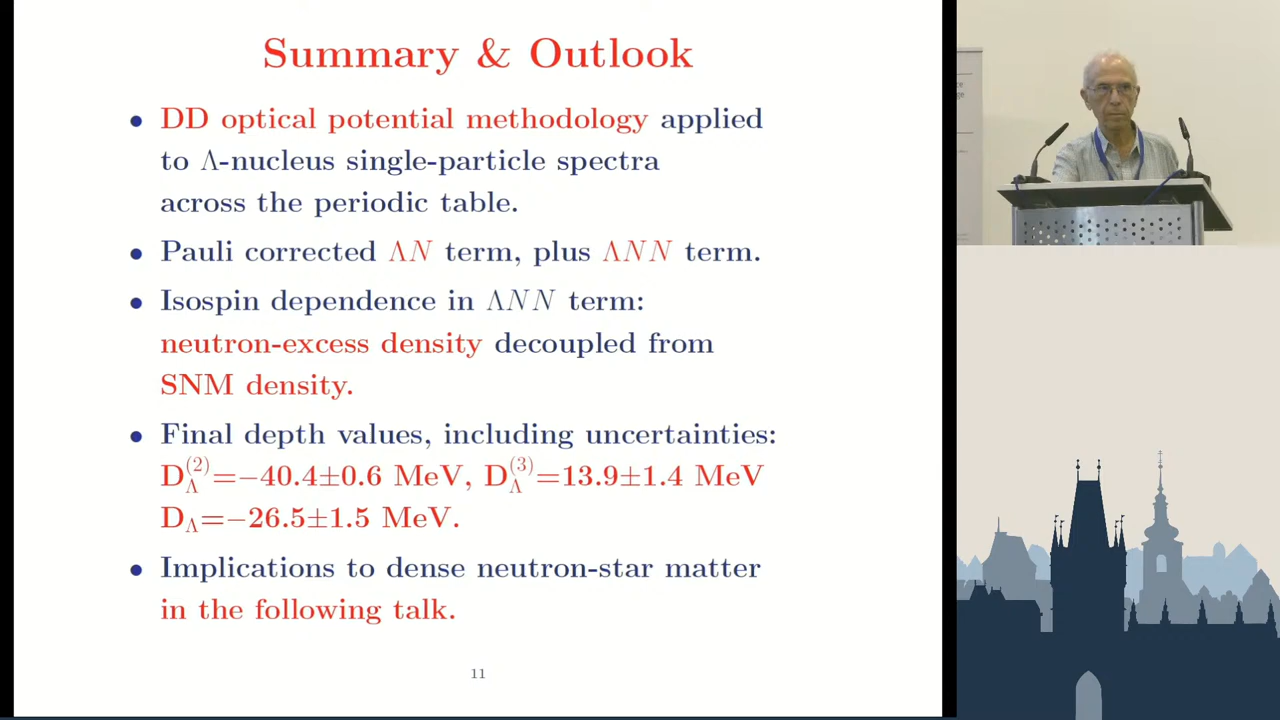 Summary & Outlook
• DD optical potential methodology applied
to Λ-nucleus single-particle spectra
across the periodic table.
• Pauli corrected ΛN term, plus ΛNN term.
• Isospin dependence in ΛNN term:
neutron-excess density decoupled from
SNM density.
• Final depth values, including uncertainties:
D_Λ^(2)=−40.4±0.6 MeV, D_Λ^(3)=13.9±1.4 MeV
D_Λ=−26.5±1.5 MeV.
• Implications to dense neutron-star matter
in the following talk.
11